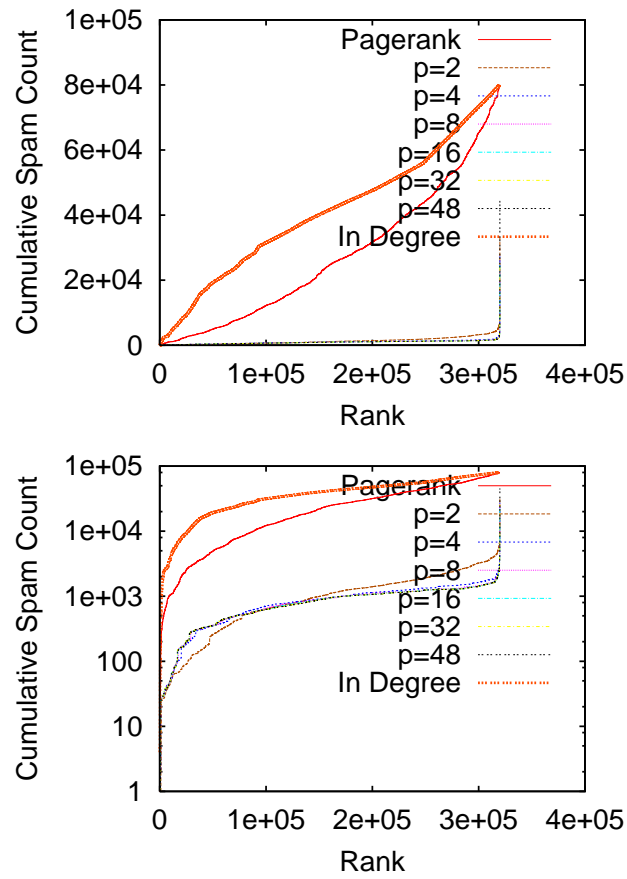 1e+05
8e+04
6e+04
4e+04
2e+04
0
Cumulative Spam Count
Pagerank
p=2
p=4
p=8
p=16
p=32
p=48
In Degree
0 1e+05 2e+05 3e+05 4e+05
Rank
1e+05
1e+04
1e+03
100
10
1
Cumulative Spam Count
Pagerank
p=2
p=4
p=8
p=16
p=32
p=48
In Degree
0 1e+05 2e+05 3e+05 4e+05
Rank